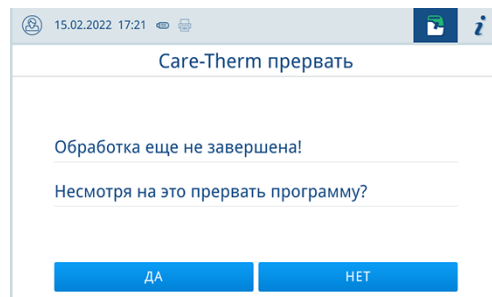 15.02.2022 17:21
i
Care-Therm прервать
Обработка еще не завершена!
Несмотря на это прервать программу?
ДА
НЕТ